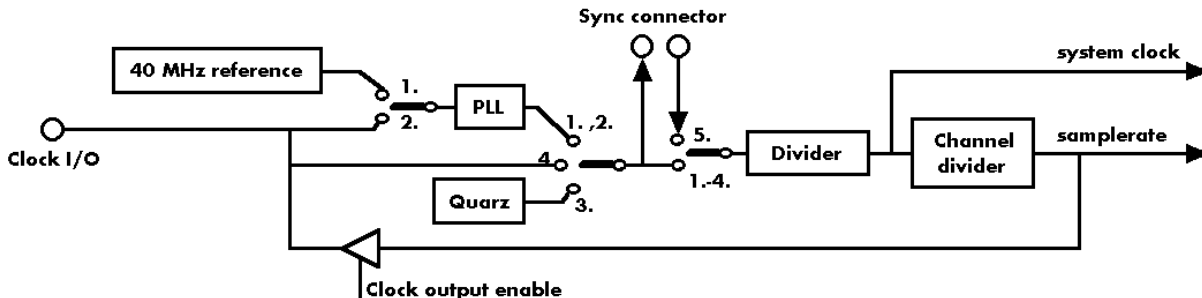 Sync connector
system clock
40 MHz reference
1.
PLL
2.
1. ,2.
5.
Clock I/O
4
Divider
Channel
divider
samplerate
1.-4.
Quarz
3.
Clock output enable